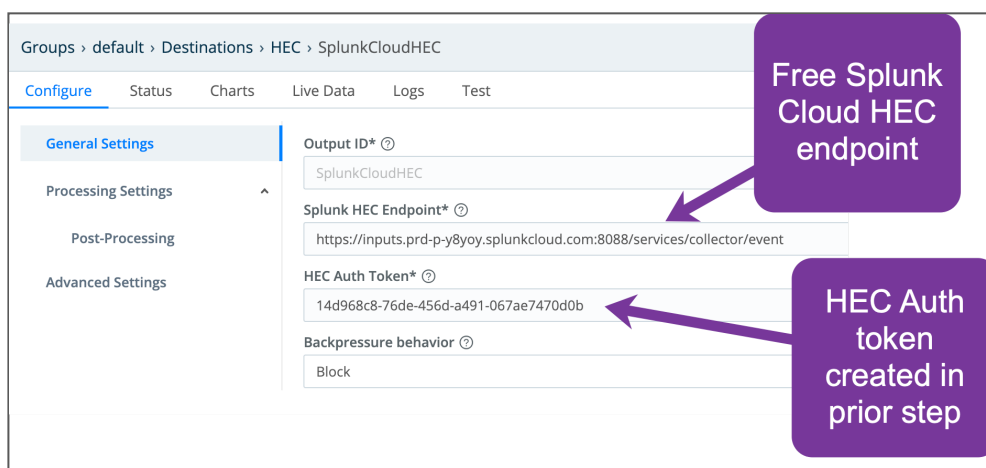 Groups › default › Destinations › HEC › SplunkCloudHEC
Configure Status Charts Live Data Logs Test
General Settings
Processing Settings
Post-Processing
Advanced Settings
Output ID*
SplunkCloudHEC
Splunk HEC Endpoint*
https://inputs.prd-p-y8yoy.splunkcloud.com:8088/services/collector/event
HEC Auth Token*
14d968c8-76de-456d-a491-067ae7470d0b
Backpressure behavior
Block
Free Splunk
Cloud HEC
endpoint
HEC Auth
token
created in
prior step